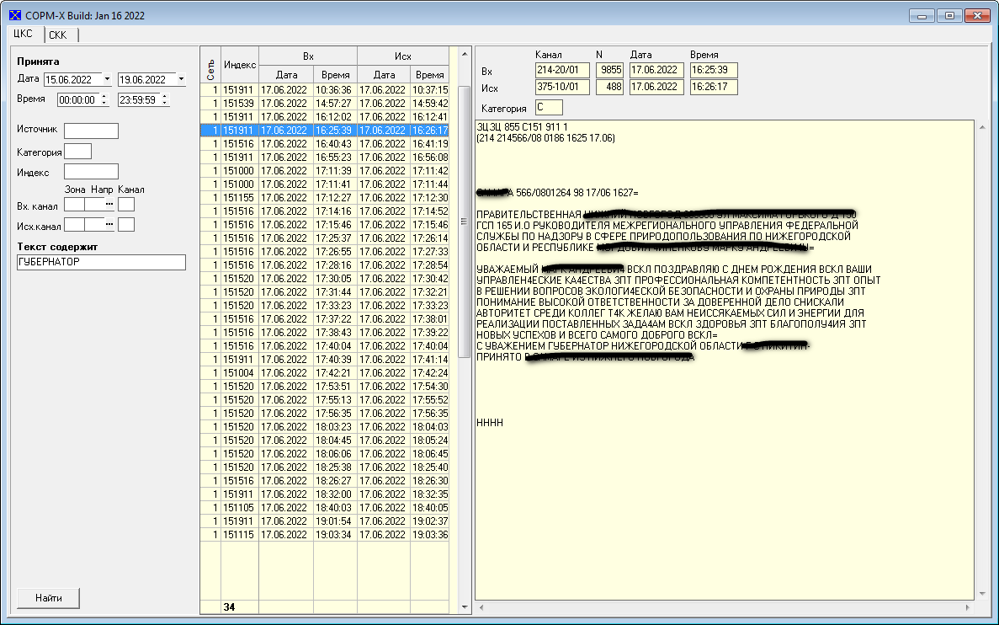 СОРМ-X Build: Jan 16 2022
ЦКС СКК
Принята
Дата 15.06.2022 19.06.2022
Время 00:00:00 23:59:59
Источник
Категория
Индекс
Зона Напр Канал
Вх. канал ...
Исх.канал ...
Текст содержит
ГУБЕРНАТОР
Найти
Сеть Индекс Вх Исх
Дата Время Дата Время
1 151911 17.06.2022 10:36:36 17.06.2022 10:37:15
1 151539 17.06.2022 14:57:27 17.06.2022 14:59:42
1 151911 17.06.2022 16:12:02 17.06.2022 16:12:41
1 151911 17.06.2022 16:25:39 17.06.2022 16:26:17
1 151516 17.06.2022 16:40:43 17.06.2022 16:41:19
1 151911 17.06.2022 16:55:23 17.06.2022 16:56:08
1 151000 17.06.2022 17:11:39 17.06.2022 17:11:42
1 151000 17.06.2022 17:11:41 17.06.2022 17:11:44
1 151155 17.06.2022 17:12:27 17.06.2022 17:12:30
1 151516 17.06.2022 17:14:16 17.06.2022 17:14:52
1 151516 17.06.2022 17:15:46 17.06.2022 17:15:46
1 151516 17.06.2022 17:25:37 17.06.2022 17:26:14
1 151516 17.06.2022 17:26:55 17.06.2022 17:27:33
1 151516 17.06.2022 17:28:16 17.06.2022 17:28:54
1 151520 17.06.2022 17:30:05 17.06.2022 17:30:42
1 151520 17.06.2022 17:31:44 17.06.2022 17:32:21
1 151520 17.06.2022 17:33:23 17.06.2022 17:33:23
1 151516 17.06.2022 17:37:22 17.06.2022 17:38:01
1 151516 17.06.2022 17:38:43 17.06.2022 17:39:22
1 151516 17.06.2022 17:40:04 17.06.2022 17:40:04
1 151911 17.06.2022 17:40:39 17.06.2022 17:41:14
1 151004 17.06.2022 17:42:21 17.06.2022 17:42:24
1 151520 17.06.2022 17:53:51 17.06.2022 17:54:30
1 151520 17.06.2022 17:55:13 17.06.2022 17:55:52
1 151520 17.06.2022 17:56:35 17.06.2022 17:56:35
1 151520 17.06.2022 18:03:23 17.06.2022 18:04:03
1 151520 17.06.2022 18:04:45 17.06.2022 18:05:24
1 151520 17.06.2022 18:06:06 17.06.2022 18:06:45
1 151520 17.06.2022 18:25:38 17.06.2022 18:25:40
1 151516 17.06.2022 18:26:27 17.06.2022 18:26:30
1 151911 17.06.2022 18:32:00 17.06.2022 18:32:35
1 151105 17.06.2022 18:40:03 17.06.2022 18:40:05
1 151911 17.06.2022 19:01:54 17.06.2022 19:02:37
1 151115 17.06.2022 19:03:34 17.06.2022 19:03:36
34
Канал N Дата Время
Вх 214-20/01 9855 17.06.2022 16:25:39
Исх 375-10/01 488 17.06.2022 16:26:17
Категория С
ЗЦЗЦ 855 С151 911 1
(214 214566/08 0186 1625 17.06)
566/0801264 98 17/06 1627=
ПРАВИТЕЛЬСТВЕННАЯ
ГСП 165 И.О РУКОВОДИТЕЛЯ МЕЖРЕГИОНАЛЬНОГО УПРАВЛЕНИЯ ФЕДЕРАЛЬНОЙ
СЛУЖБЫ ПО НАДЗОРУ В СФЕРЕ ПРИРОДОПОЛЬЗОВАНИЯ ПО НИЖЕГОРОДСКОЙ
ОБЛАСТИ И РЕСПУБЛИКЕ =
УВАЖАЕМЫЙ ВСКЛ ПОЗДРАВЛЯЮ С ДНЕМ РОЖДЕНИЯ ВСКЛ ВАШИ
УПРАВЛЕН4ЕСКИЕ КА4ЕСТВА ЗПТ ПРОФЕССИОНАЛЬНАЯ КОМПЕТЕНТНОСТЬ ЗПТ ОПЫТ
В РЕШЕНИИ ВОПРОСОВ ЭКОЛОГИ4ЕСКОЙ БЕЗОПАСНОСТИ И ОХРАНЫ ПРИРОДЫ ЗПТ
ПОНИМАНИЕ ВЫСОКОЙ ОТВЕТСТВЕННОСТИ ЗА ДОВЕРЕННОЙ ДЕЛО СНИСКАЛИ
АВТОРИТЕТ СРЕДИ КОЛЛЕГ Т4К ЖЕЛАЮ ВАМ НЕИССЯКАЕМЫХ СИЛ И ЭНЕРГИИ ДЛЯ
РЕАЛИЗАЦИИ ПОСТАВЛЕННЫХ ЗАДА4АМ ВСКЛ ЗДОРОВЬЯ ЗПТ БЛАГОПОЛУ4ИЯ ЗПТ
НОВЫХ УСПЕХОВ И ВСЕГО САМОГО ДОБРОГО ВСКЛ=
С УВАЖЕНИЕМ ГУБЕРНАТОР НИЖЕГОРОДСКОЙ ОБЛАСТИ
ПРИНЯТО
НННН